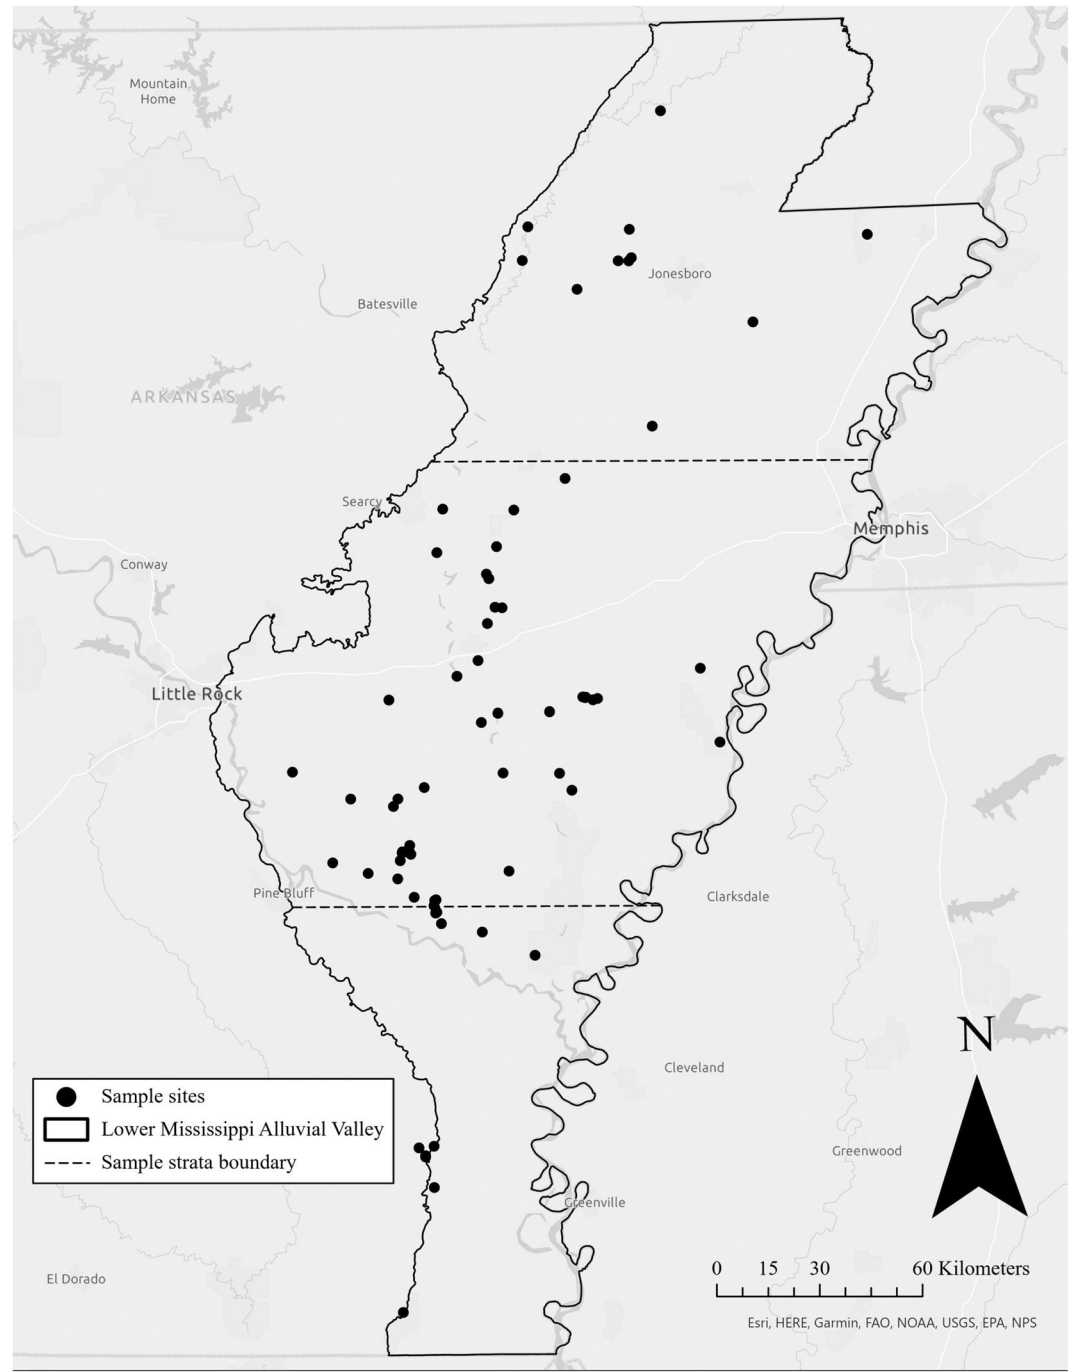 Mountain
Home
Jonesboro
Batesville
ARKANSAS
Searcy
Memphis
Conway
Little Rock
Pine Bluff
Clarksdale
N
Cleveland
Sample sites
Lower Mississippi Alluvial Valley
Sample strata boundary
Greenwood
Greenville
El Dorado
0 15 30 60 Kilometers
Esri, HERE, Garmin, FAO, NOAA, USGS, EPA, NPS